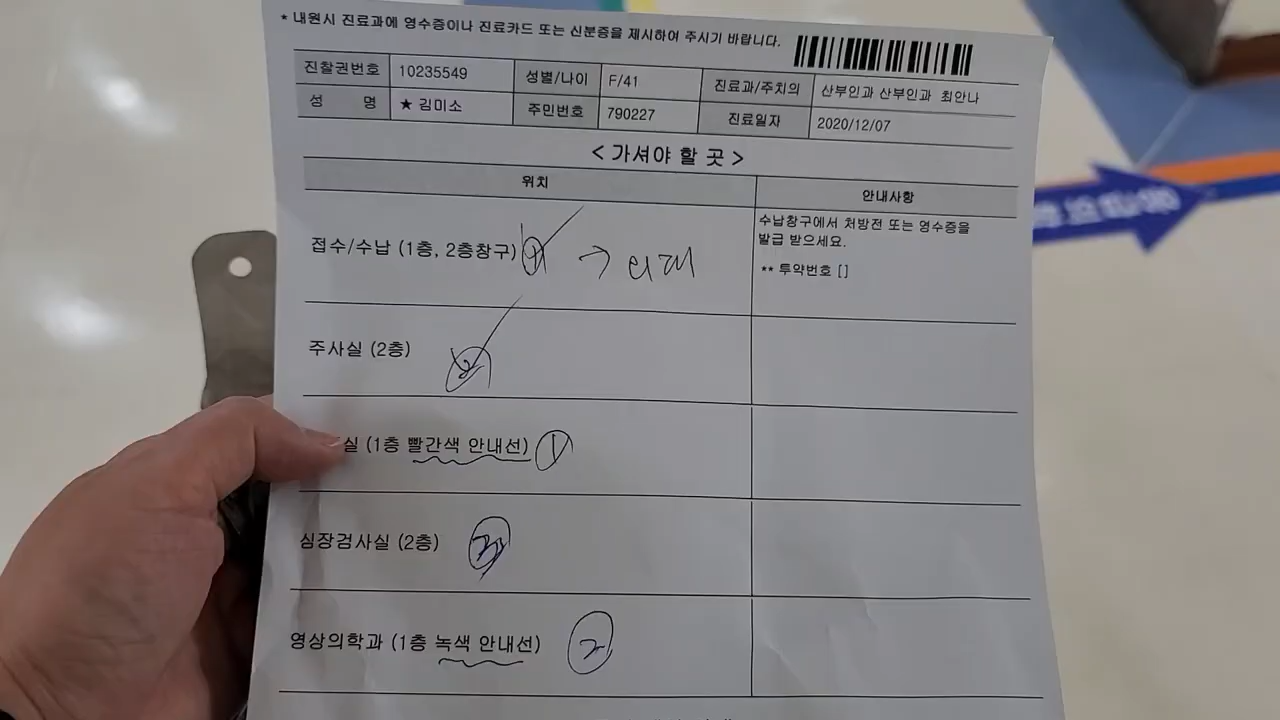 * 내원시 진료과에 영수증이나 진료카드 또는 신분증을 제시하여 주시기 바랍니다.
진찰권번호 10235549 성별/나이 F/41 진료과/주치의 산부인과 산부인과 최안나
성 명 ★ 김미소 주민번호 790227 진료일자 2020/12/07
< 가셔야 할 곳 >
위치 안내사항
접수/수납 (1층, 2층창구) →
수납창구에서 처방전 또는 영수증을
발급 받으세요.
** 투약번호 []
주사실 (2층)
실 (1층 빨간색 안내선) ①
심장검사실 (2층)
영상의학과 (1층 녹색 안내선) ②